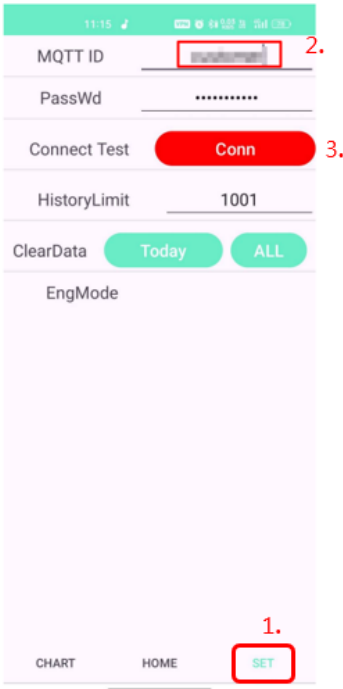 11:15
MQTT ID
2.
PassWd •••••••••••
Connect Test Conn 3.
HistoryLimit 1001
ClearData Today ALL
EngMode
1.
CHART HOME SET